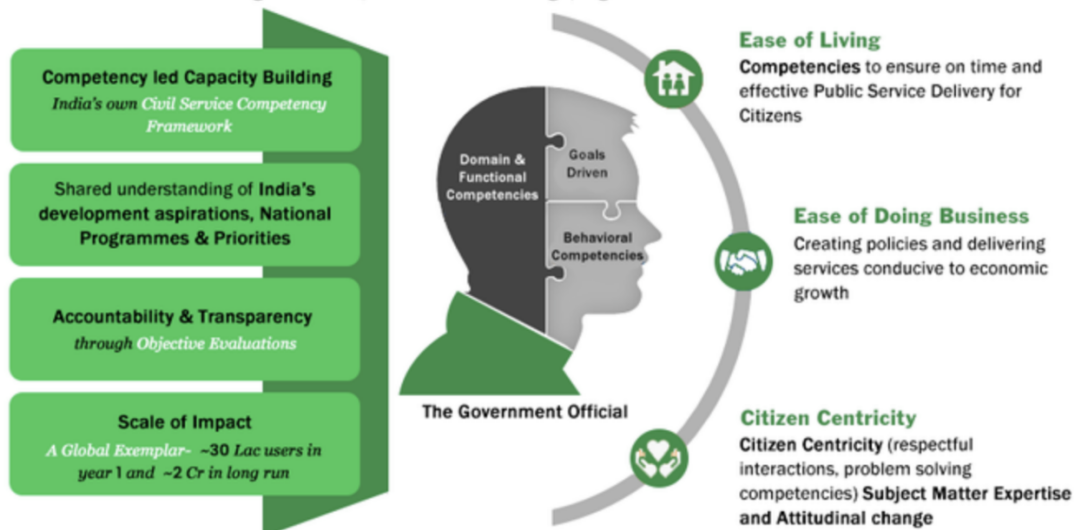 Competency led Capacity Building
India's own Civil Service Competency
Framework
Shared understanding of India's
development aspirations, National
Programmes & Priorities
Accountability & Transparency
through Objective Evaluations
Scale of Impact
A Global Exemplar- ~30 Lac users in
year 1 and ~2 Cr in long run
Domain &
Functional
Competencies
Goals
Driven
Behavioral
Competencies
The Government Official
Ease of Living
Competencies to ensure on time and
effective Public Service Delivery for
Citizens
Ease of Doing Business
Creating policies and delivering
services conducive to economic
growth
Citizen Centricity
Citizen Centricity (respectful
interactions, problem solving
competencies) Subject Matter Expertise
and Attitudinal change